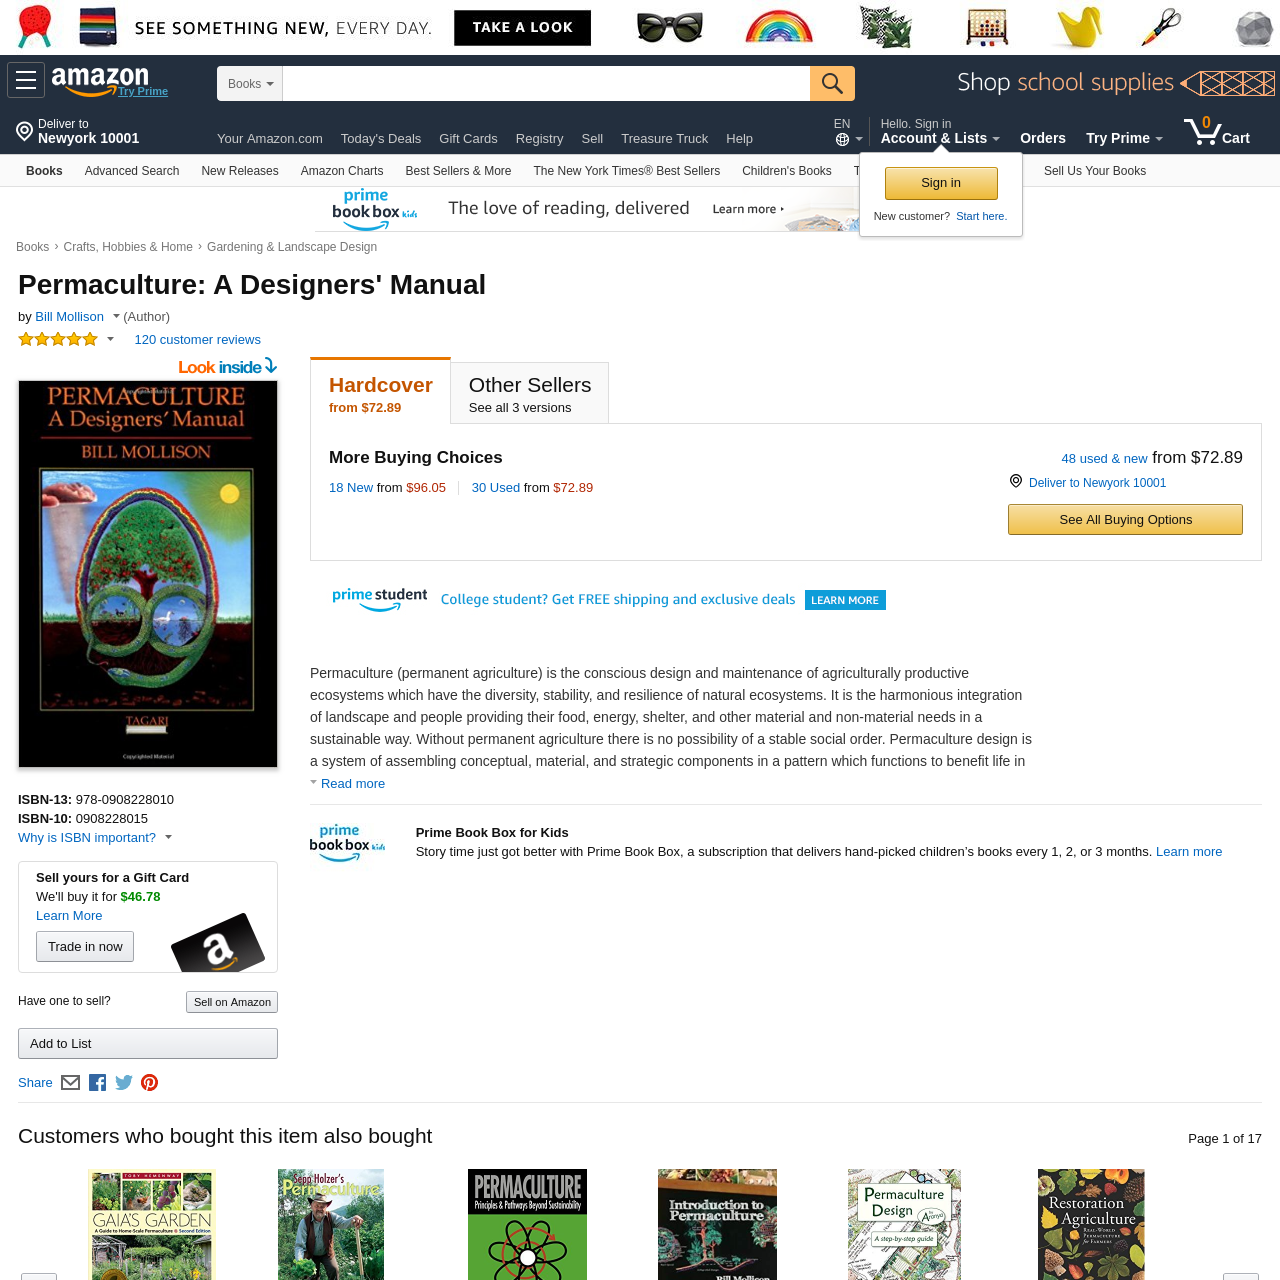 SEE SOMETHING NEW, EVERY DAY. TAKE A LOOK
amazon
Try Prime
Books
Shop school supplies
Deliver to
Newyork 10001
Your Amazon.com Today's Deals Gift Cards Registry Sell Treasure Truck Help
EN
Hello. Sign in
Account & Lists Orders Try Prime 0 Cart
Books Advanced Search New Releases Amazon Charts Best Sellers & More The New York Times® Best Sellers Children's Books Sell Us Your Books
Sign in
New customer? Start here.
prime
book box kids
The love of reading, delivered Learn more
Books › Crafts, Hobbies & Home › Gardening & Landscape Design
Permaculture: A Designers' Manual
by Bill Mollison (Author)
120 customer reviews
Look inside
PERMACULTURE
A Designers' Manual
BILL MOLLISON
TAGARI
Copyrighted Material
Hardcover
from $72.89
Other Sellers
See all 3 versions
More Buying Choices
18 New from $96.05 30 Used from $72.89
48 used & new from $72.89
Deliver to Newyork 10001
See All Buying Options
prime student College student? Get FREE shipping and exclusive deals LEARN MORE
Permaculture (permanent agriculture) is the conscious design and maintenance of agriculturally productive
ecosystems which have the diversity, stability, and resilience of natural ecosystems. It is the harmonious integration
of landscape and people providing their food, energy, shelter, and other material and non-material needs in a
sustainable way. Without permanent agriculture there is no possibility of a stable social order. Permaculture design is
a system of assembling conceptual, material, and strategic components in a pattern which functions to benefit life in
Read more
prime
book box kids
Prime Book Box for Kids
Story time just got better with Prime Book Box, a subscription that delivers hand-picked children’s books every 1, 2, or 3 months. Learn more
ISBN-13: 978-0908228010
ISBN-10: 0908228015
Why is ISBN important?
Sell yours for a Gift Card
We'll buy it for $46.78
Learn More
Trade in now
a
Have one to sell? Sell on Amazon
Add to List
Share
Customers who bought this item also bought
Page 1 of 17
TOBY HEMENWAY
GAIA'S GARDEN
A Guide to Home-Scale Permaculture Second Edition
Sepp Holzer's
Permaculture
PERMACULTURE
Principles & Pathways Beyond Sustainability
Introduction to
Permaculture
Bill Mollison
Permaculture
Design
by Aranya
A step-by-step guide
Restoration
Agriculture
REAL-WORLD
PERMACULTURE
for FARMERS